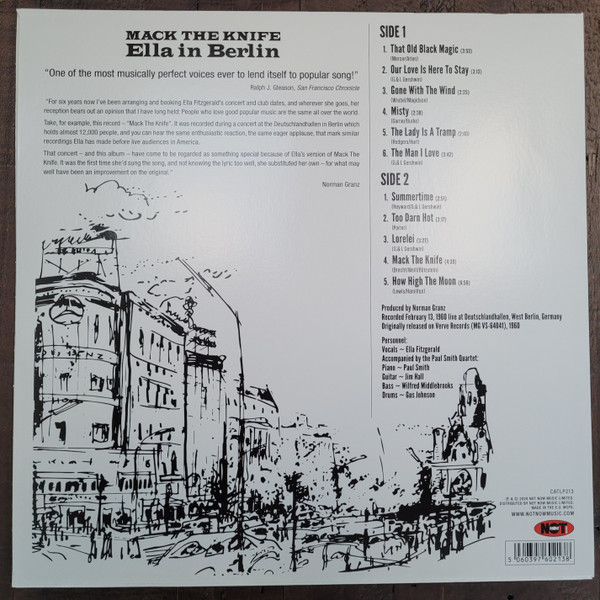 MACK THE KNIFE
Ella in Berlin
"One of the most musically perfect voices ever to lend itself to popular song!"
Ralph J. Gleason, San Francisco Chronicle
"For six years now I've been arranging and booking Ella Fitzgerald's concert and club dates, and wherever she goes, her
reception bears out an opinion that I have long held: People who love good popular music are the same all over the world.
Take, for example, this record – "Mack The Knife". It was recorded during a concert at the Deutschlandhallen in Berlin which
holds almost 12,000 people, and you can hear the same enthusiastic reaction, the same eager applause, that mark similar
recordings Ella has made before live audiences in America.
That concert – and this album – have come to be regarded as something special because of Ella's version of Mack The
Knife. It was the first time she'd sung the song, and not knowing the lyric too well, she substituted her own – for what may
well have been an improvement on the original."
Norman Granz
SIDE 1
1. That Old Black Magic
2. Our Love Is Here To Stay
(G.& I. Gershwin)
3. Gone With The Wind
4. Misty
5. The Lady Is A Tramp
(Rodgers/Hart)
6. The Man I Love
(G.& I. Gershwin)
SIDE 2
1. Summertime
2. Too Darn Hot
(Porter)
3. Lorelei
(G.& I. Gershwin)
4. Mack The Knife
5. How High The Moon
(Lewis/Hamilton)
Produced by Norman Granz
Recorded February 13, 1960 live at Deutschlandhallen, West Berlin, Germany
Originally released on Verve Records (MG VS-64041), 1960
Personnel:
Vocals ~ Ella Fitzgerald
Accompanied by the Paul Smith Quartet:
Piano ~ Paul Smith
Guitar ~ Jim Hall
Bass ~ Wilfred Middlebrooks
Drums ~ Gus Johnson
CATLP213
WWW.NOTNOWMUSIC.COM
NOT
5 060397 602138